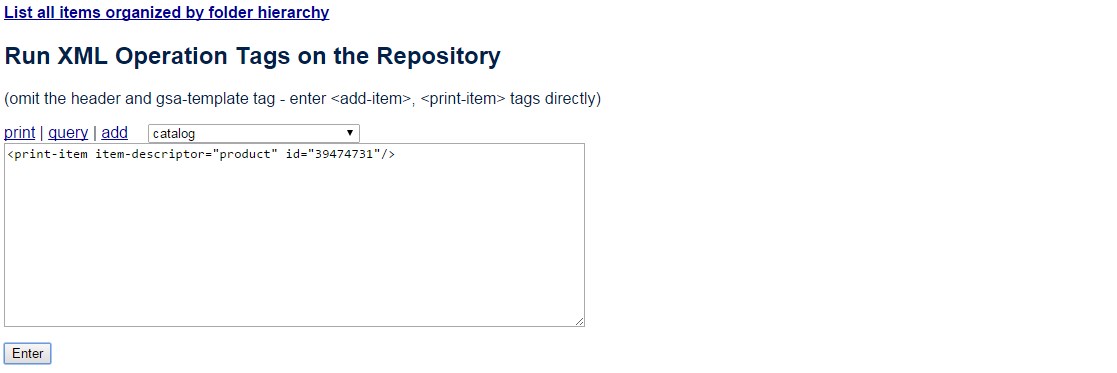 List all items organized by folder hierarchy
Run XML Operation Tags on the Repository
(omit the header and gsa-template tag - enter <add-item>, <print-item> tags directly)
print | query | add catalog
<print-item item-descriptor="product" id="39474731"/>
Enter